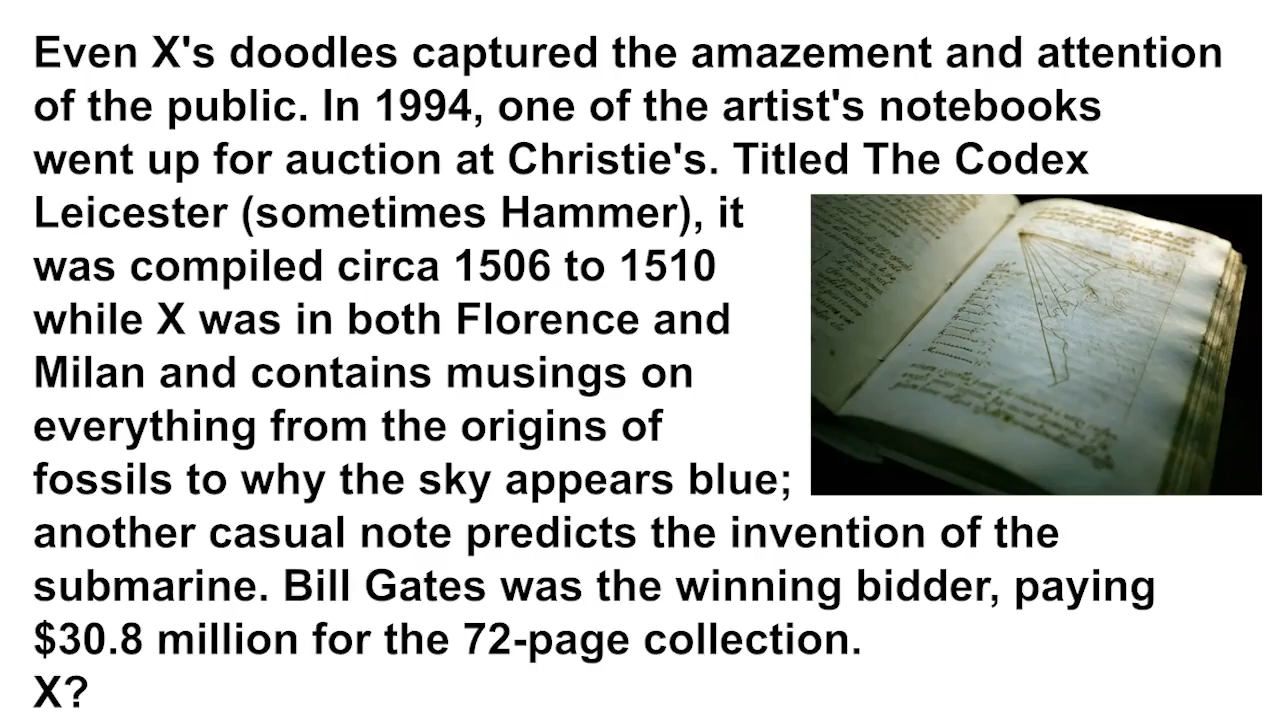 Even X's doodles captured the amazement and attention
of the public. In 1994, one of the artist's notebooks
went up for auction at Christie's. Titled The Codex
Leicester (sometimes Hammer), it
was compiled circa 1506 to 1510
while X was in both Florence and
Milan and contains musings on
everything from the origins of
fossils to why the sky appears blue;
another casual note predicts the invention of the
submarine. Bill Gates was the winning bidder, paying
$30.8 million for the 72-page collection.
X?